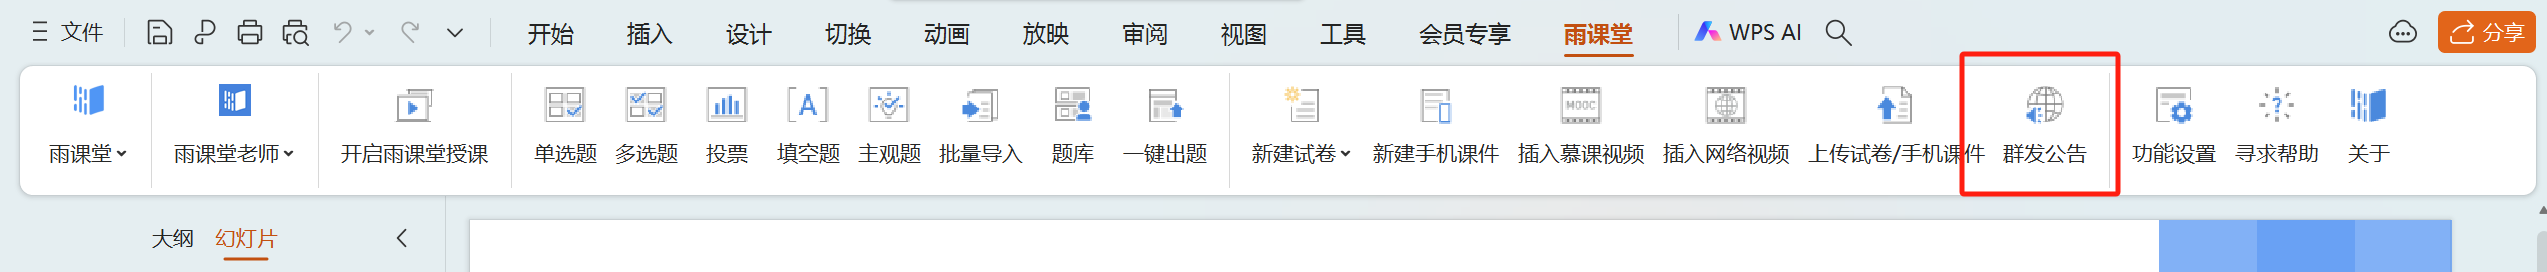 文件 开始 插入 设计 切换 动画 放映 审阅 视图 工具 会员专享 雨课堂 WPS AI 分享
雨课堂 雨课堂老师 开启雨课堂授课 单选题 多选题 投票 填空题 主观题 批量导入 题库 一键出题 新建试卷 新建手机课件 插入慕课视频 插入网络视频 上传试卷/手机课件 群发公告 功能设置 寻求帮助 关于
大纲 幻灯片